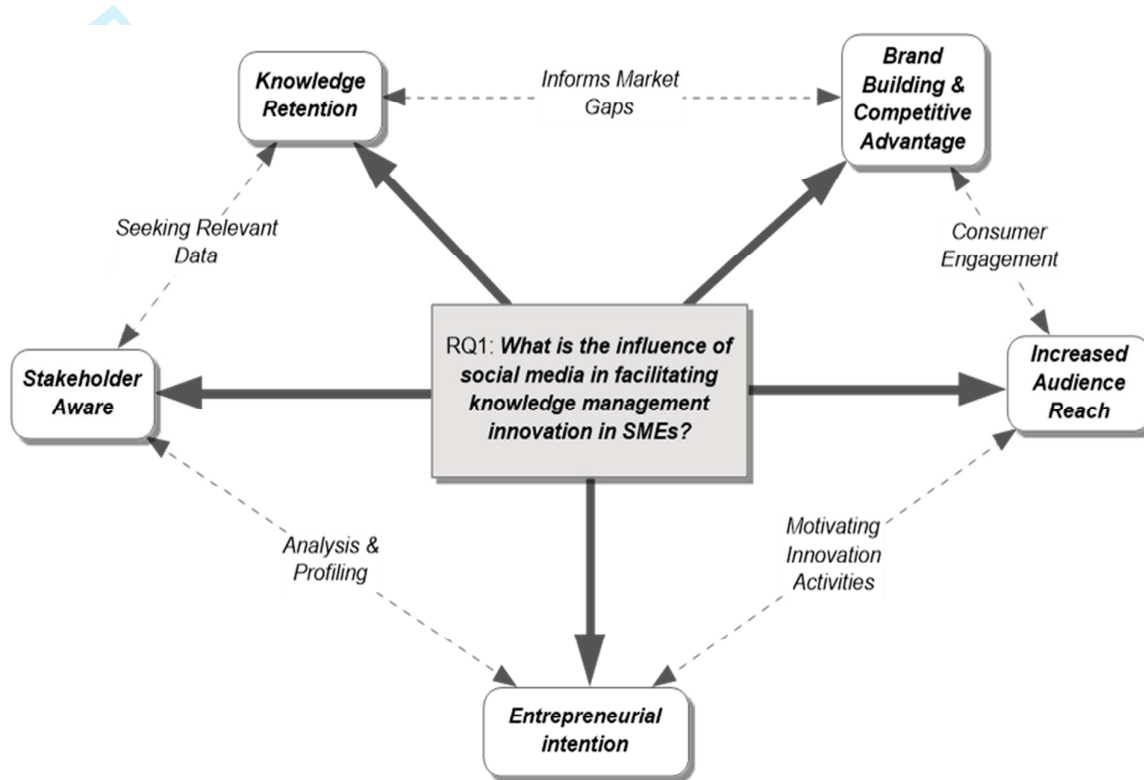 Knowledge
Retention
Informs Market
Gaps
Brand
Building &
Competitive
Advantage
Seeking Relevant
Data
Consumer
Engagement
RQ1: What is the influence of
social media in facilitating
knowledge management
innovation in SMEs?
Stakeholder
Aware
Increased
Audience
Reach
Analysis &
Profiling
Motivating
Innovation
Activities
Entrepreneurial
intention